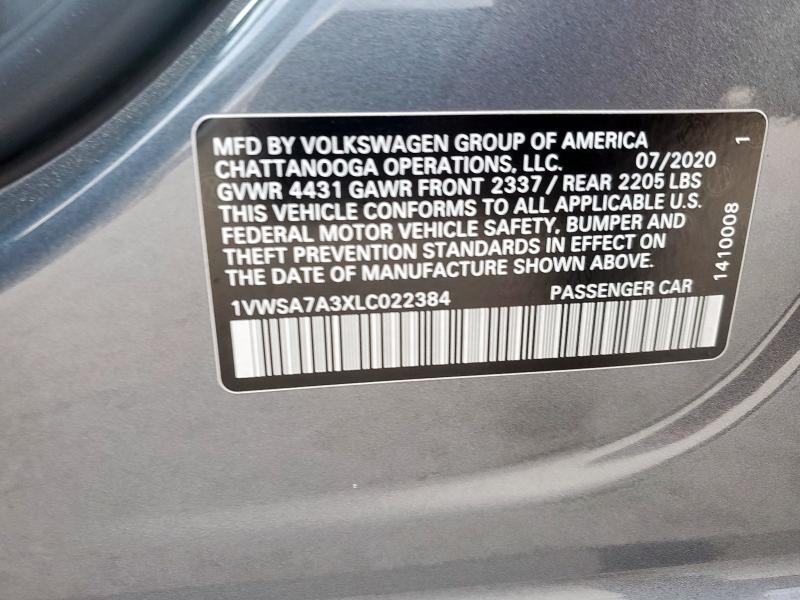 MFD BY VOLKSWAGEN GROUP OF AMERICA
CHATTANOOGA OPERATIONS, LLC. 07/2020 1
GVWR 4431 GAWR FRONT 2337 / REAR 2205 LBS
THIS VEHICLE CONFORMS TO ALL APPLICABLE U.S.
FEDERAL MOTOR VEHICLE SAFETY, BUMPER AND
THEFT PREVENTION STANDARDS IN EFFECT ON
THE DATE OF MANUFACTURE SHOWN ABOVE.
1410008
1VWSA7A3XLC022384 PASSENGER CAR